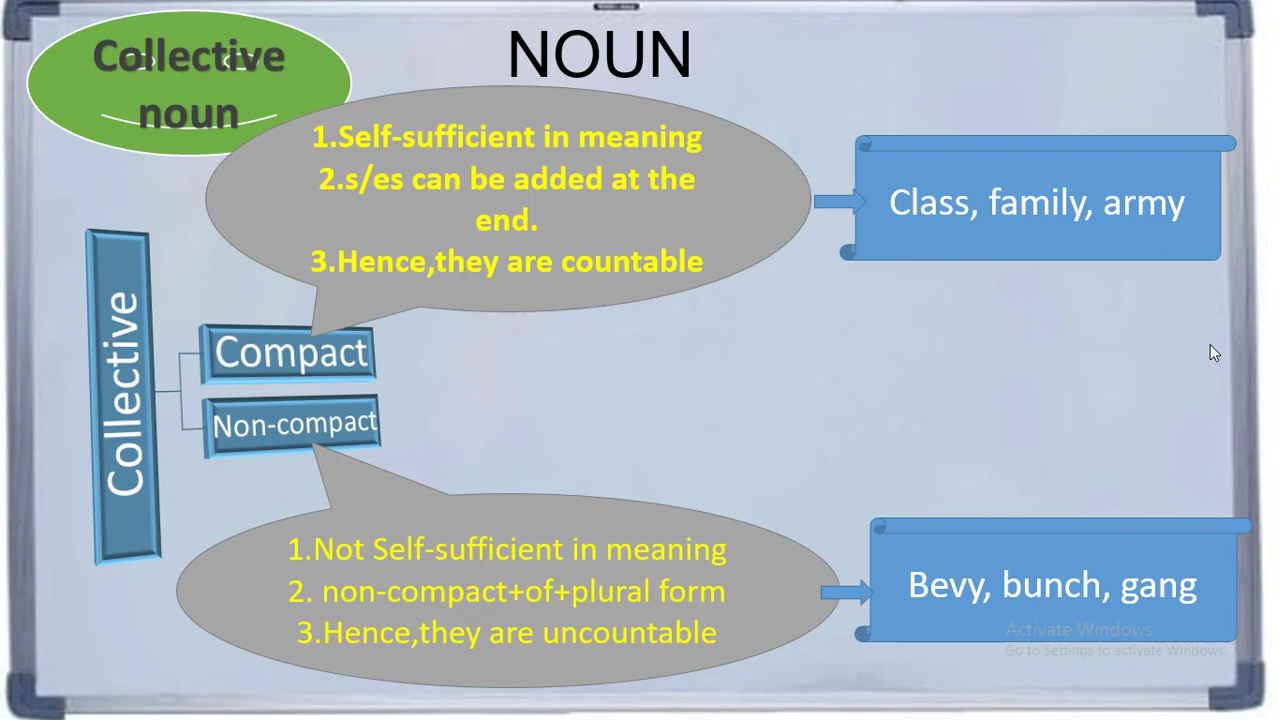 Collective
noun
NOUN
1.Self-sufficient in meaning
2.s/es can be added at the
end.
3.Hence,they are countable
Class, family, army
Collective
Compact
Non-compact
1.Not Self-sufficient in meaning
2. non-compact+of+plural form
3.Hence,they are uncountable
Bevy, bunch, gang
Activate Windows
Go to Settings to activate Windows.